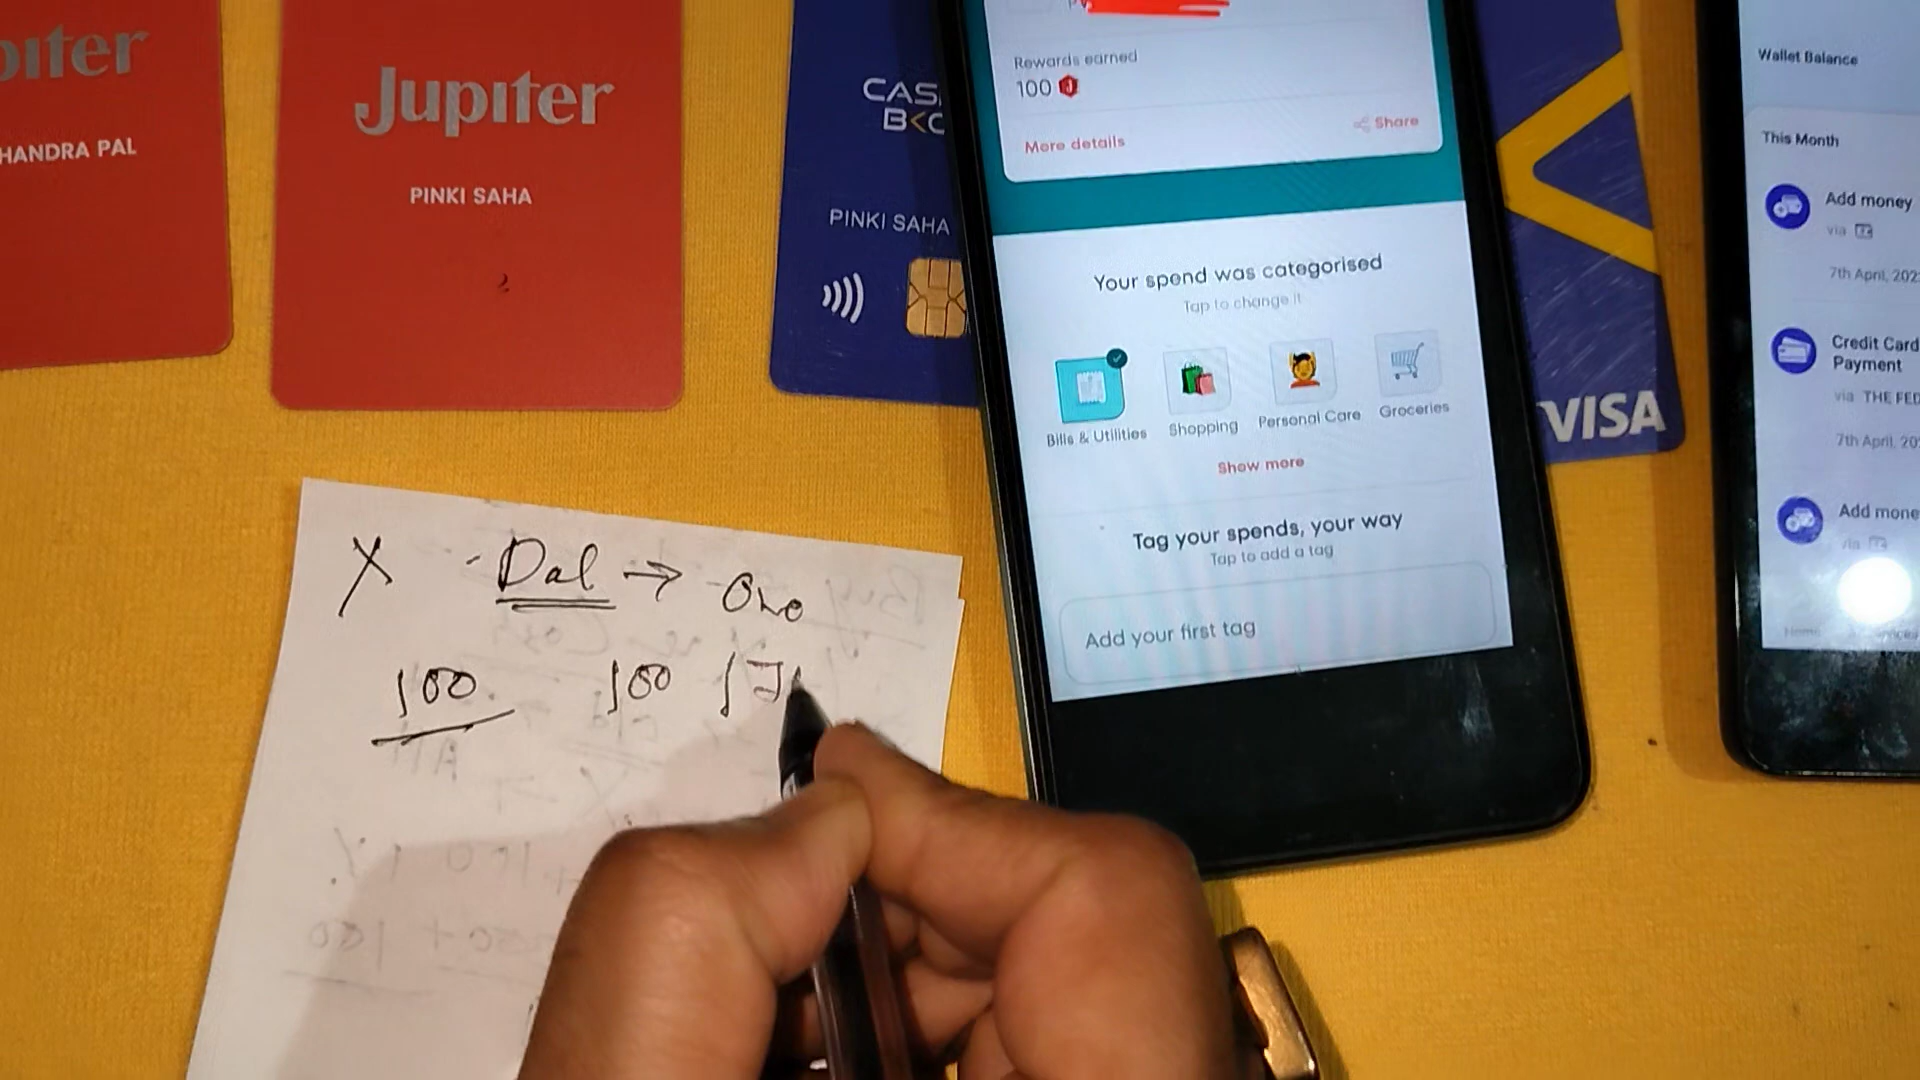 piter
HANDRA PAL
Jupiter
PINKI SAHA
CAS
B<C
PINKI SAHA
VISA
Rewards earned
100
More details
Share
Your spend was categorised
Tap to change it
Bills & Utilities
Shopping
Personal Care
Groceries
Show more
Tag your spends, your way
Tap to add a tag
Add your first tag
Wallet Balance
This Month
Add money
via
7th April, 202
Credit Card
Payment
via THE FED
7th April, 20
Add mone
via
X - Dal → One
100 100